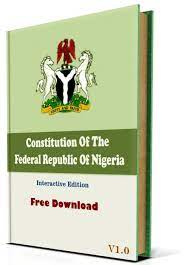 Constitution Of The
Federal Republic Of Nigeria
Interactive Edition
Free Download
V1.0